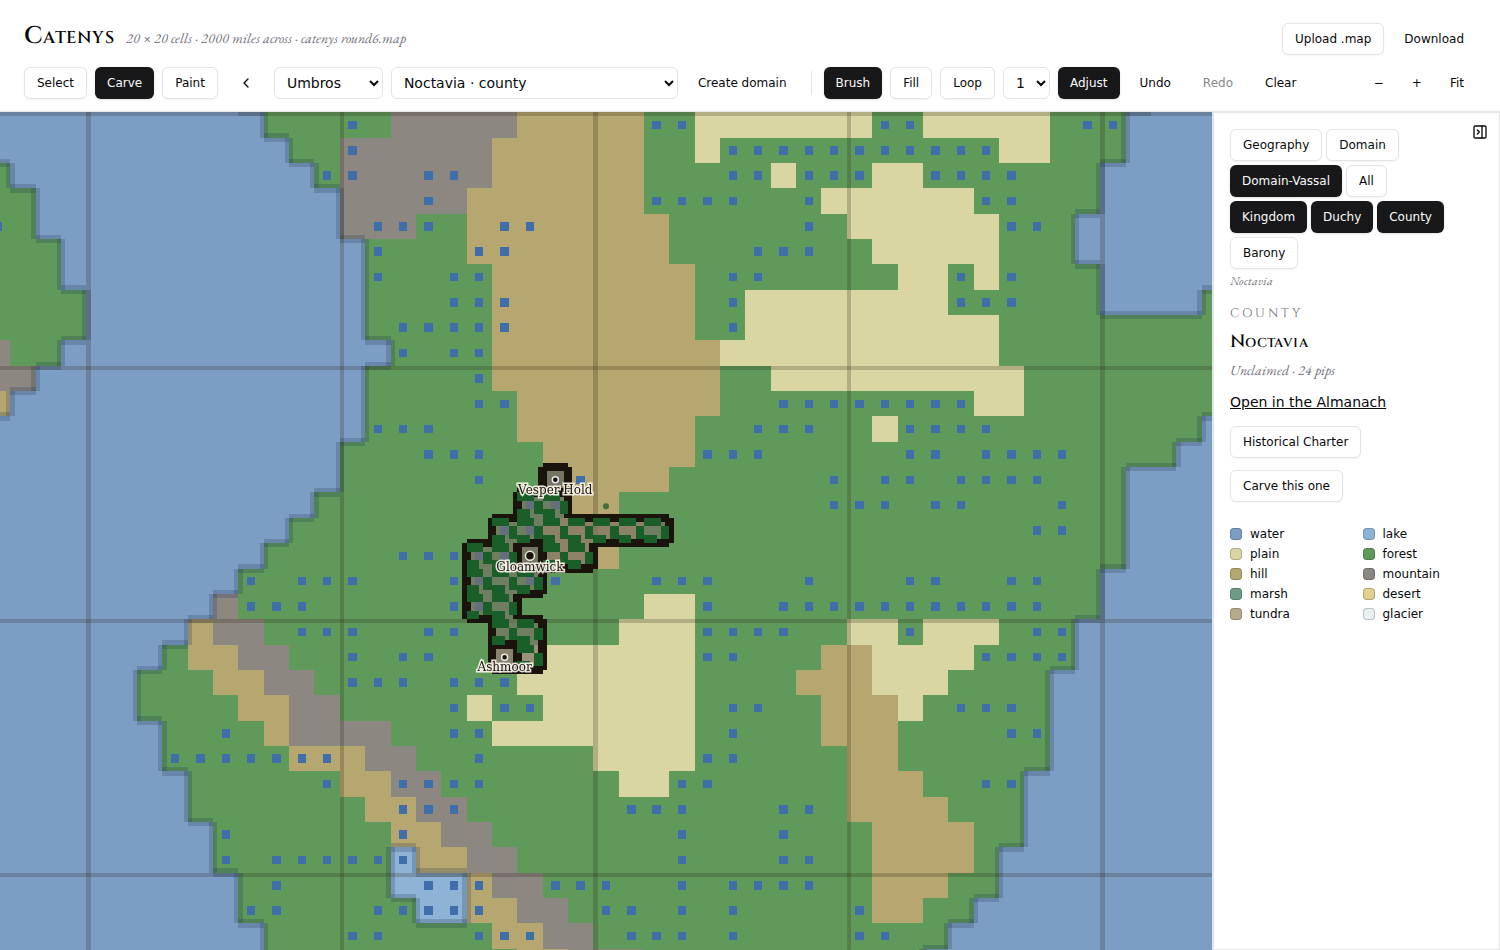 Catenys 20 × 20 cells · 2000 miles across · catenys round6.map
Upload .map Download
Select Carve Paint Umbros Noctavia · county Create domain Brush Fill Loop 1 Adjust Undo Redo Clear − + Fit
Geography Domain
Domain-Vassal All
Kingdom Duchy County
Barony
Noctavia
COUNTY
Noctavia
Unclaimed · 24 pips
Open in the Almanach
Historical Charter
Carve this one
water lake
plain forest
hill mountain
marsh desert
tundra glacier
Vesper Hold
Gloamwick
Ashmoor